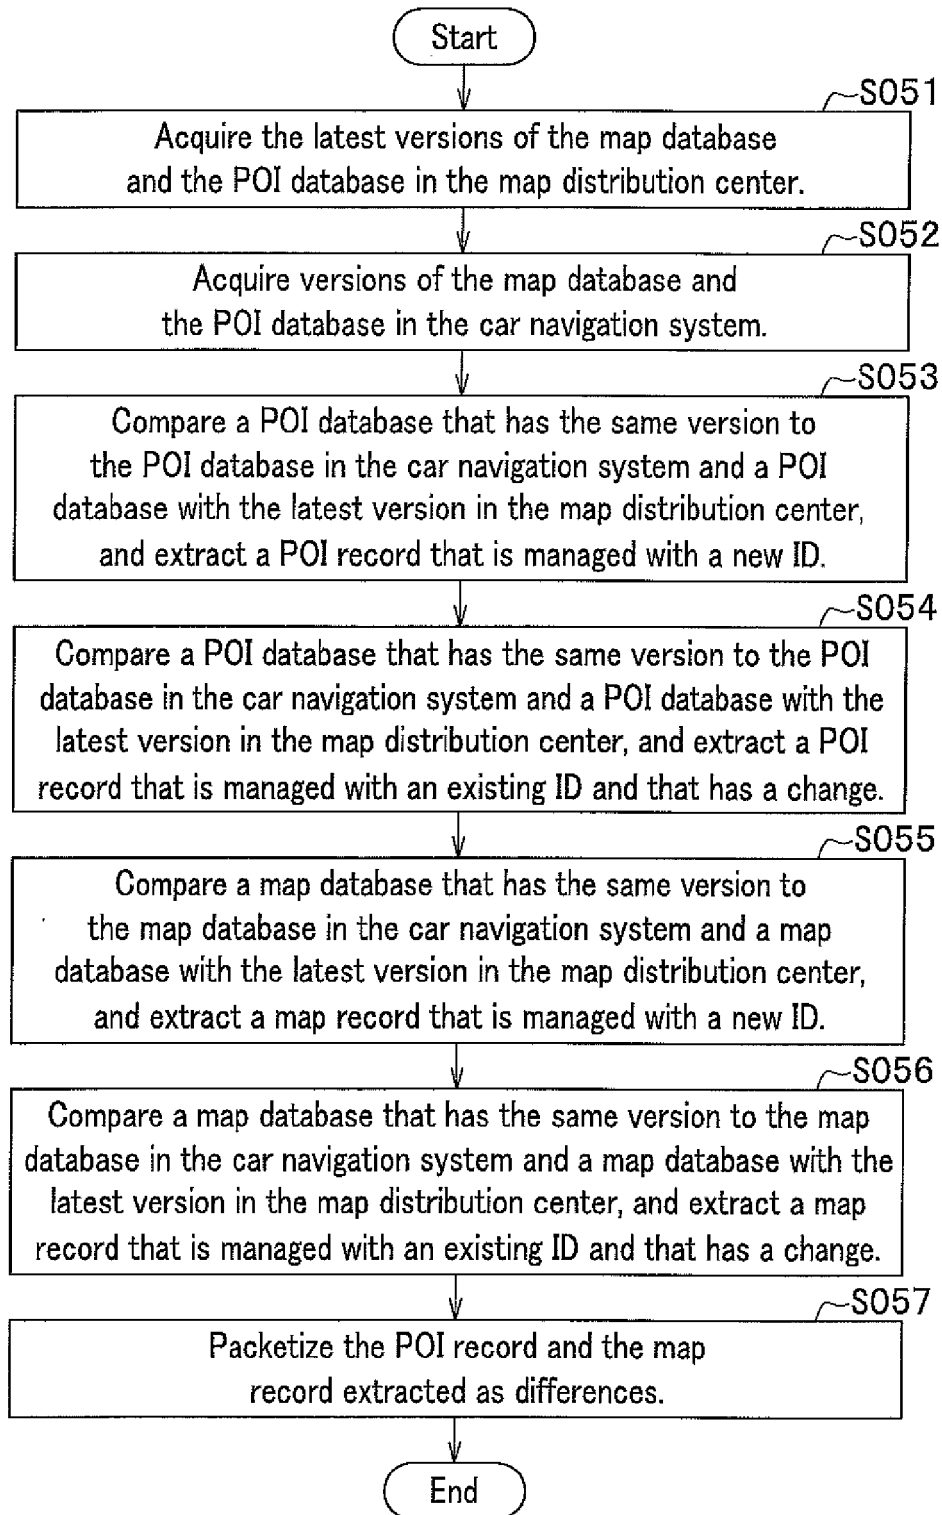 Start
S051
Acquire the latest versions of the map database
and the POI database in the map distribution center.
S052
Acquire versions of the map database and
the POI database in the car navigation system.
S053
Compare a POI database that has the same version to
the POI database in the car navigation system and a POI
database with the latest version in the map distribution center,
and extract a POI record that is managed with a new ID.
S054
Compare a POI database that has the same version to the POI
database in the car navigation system and a POI database with the
latest version in the map distribution center, and extract a POI
record that is managed with an existing ID and that has a change.
S055
Compare a map database that has the same version to
the map database in the car navigation system and a map
database with the latest version in the map distribution center,
and extract a map record that is managed with a new ID.
S056
Compare a map database that has the same version to the map
database in the car navigation system and a map database with the
latest version in the map distribution center, and extract a map
record that is managed with an existing ID and that has a change.
S057
Packetize the POI record and the map
record extracted as differences.
End